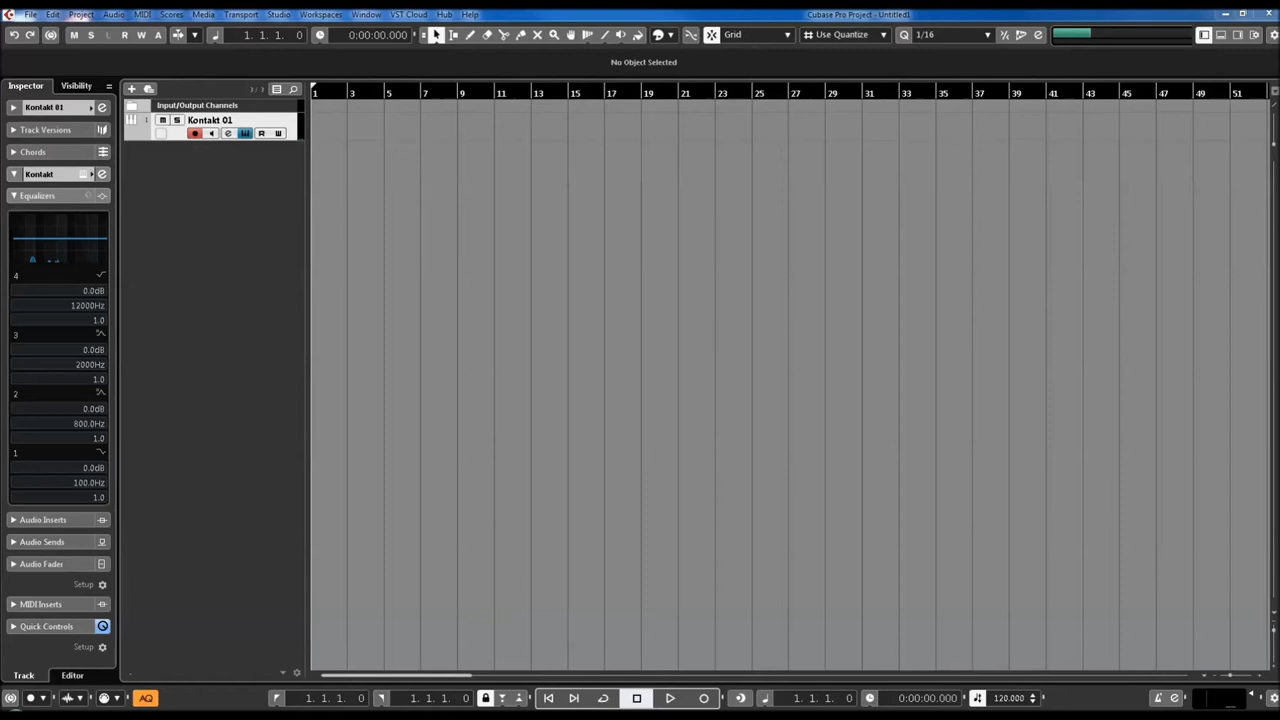 File Edit Project Audio MIDI Scores Media Transport Studio Workspaces Window VST Cloud Hub Help
Cubase Pro Project - Untitled1
M S L R W A
1. 1. 1. 0
0:00:00.000
Grid
Use Quantize
Q 1/16
No Object Selected
Inspector Visibility
Kontakt 01
Track Versions
Chords
Kontakt
Equalizers
4
0.0dB
12000Hz
1.0
3
0.0dB
2000Hz
1.0
2
0.0dB
800.0Hz
1.0
1
0.0dB
100.0Hz
1.0
Audio Inserts
Audio Sends
Audio Fader
Setup
MIDI Inserts
Quick Controls
Setup
Track Editor
Input/Output Channels
1 m S Kontakt 01
e R W
1 3 5 7 9 11 13 15 17 19 21 23 25 27 29 31 33 35 37 39 41 43 45 47 49 51
AQ
1. 1. 1. 0
1. 1. 1. 0
1. 1. 1. 0
0:00:00.000
120.000